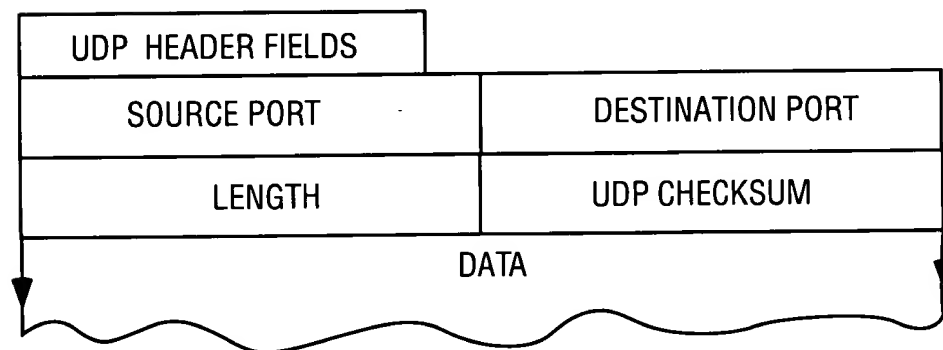 UDP HEADER FIELDS
SOURCE PORT
DESTINATION PORT
LENGTH
UDP CHECKSUM
DATA